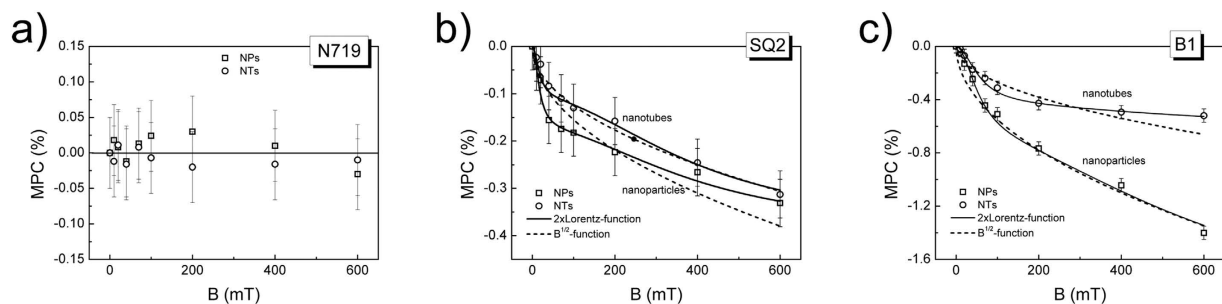 a)
N719
NPs
NTs
0.15
0.10
0.05
0.00
-0.05
-0.10
-0.15
MPC (%)
0
200
400
600
B (mT)
b)
SQ2
0.0
-0.1
-0.2
-0.3
-0.4
MPC (%)
nanotubes
nanoparticles
NPs
NTs
2xLorentz-function
B1/2-function
0
200
400
600
B (mT)
c)
B1
0.0
-0.4
-0.8
-1.2
-1.6
MPC (%)
nanotubes
nanoparticles
NPs
NTs
2xLorentz-function
B1/2-function
0
200
400
600
B (mT)